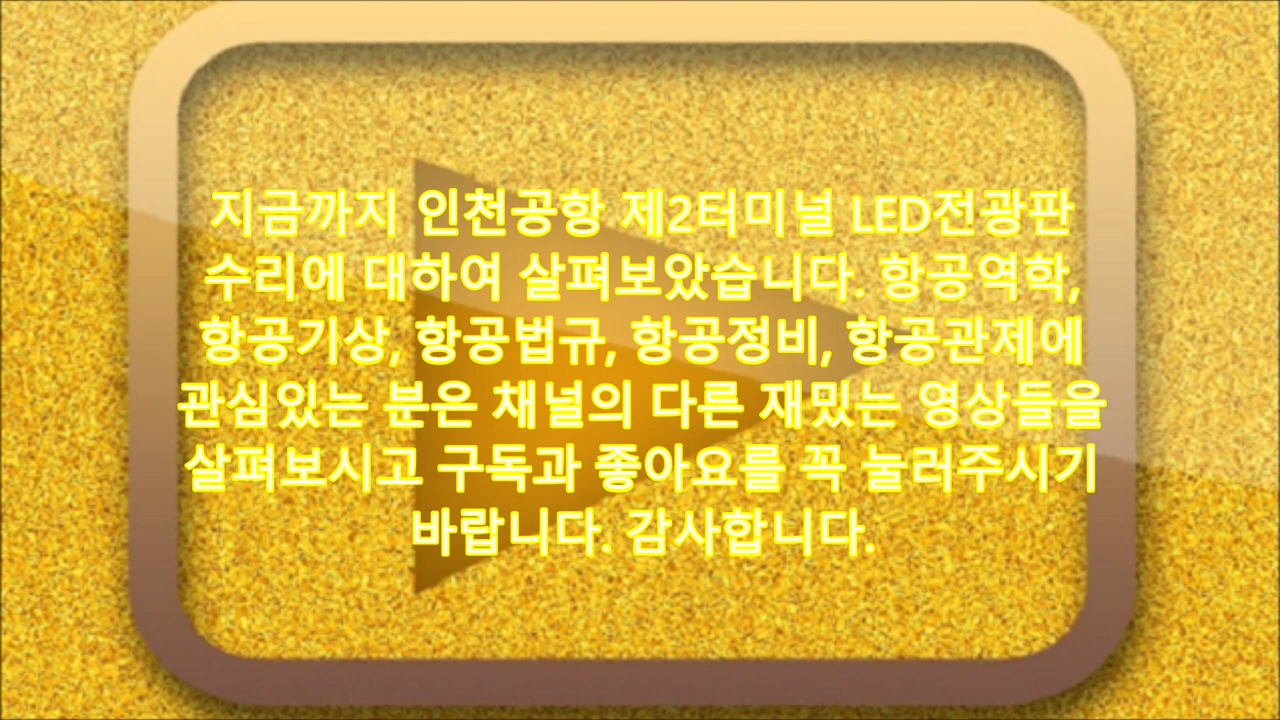 지금까지 인천공항 제2터미널 LED전광판
수리에 대하여 살펴보았습니다. 항공역학,
항공기상, 항공법규, 항공정비, 항공관제에
관심있는 분은 채널의 다른 재밌는 영상들을
살펴보시고 구독과 좋아요를 꼭 눌러주시기
바랍니다. 감사합니다.